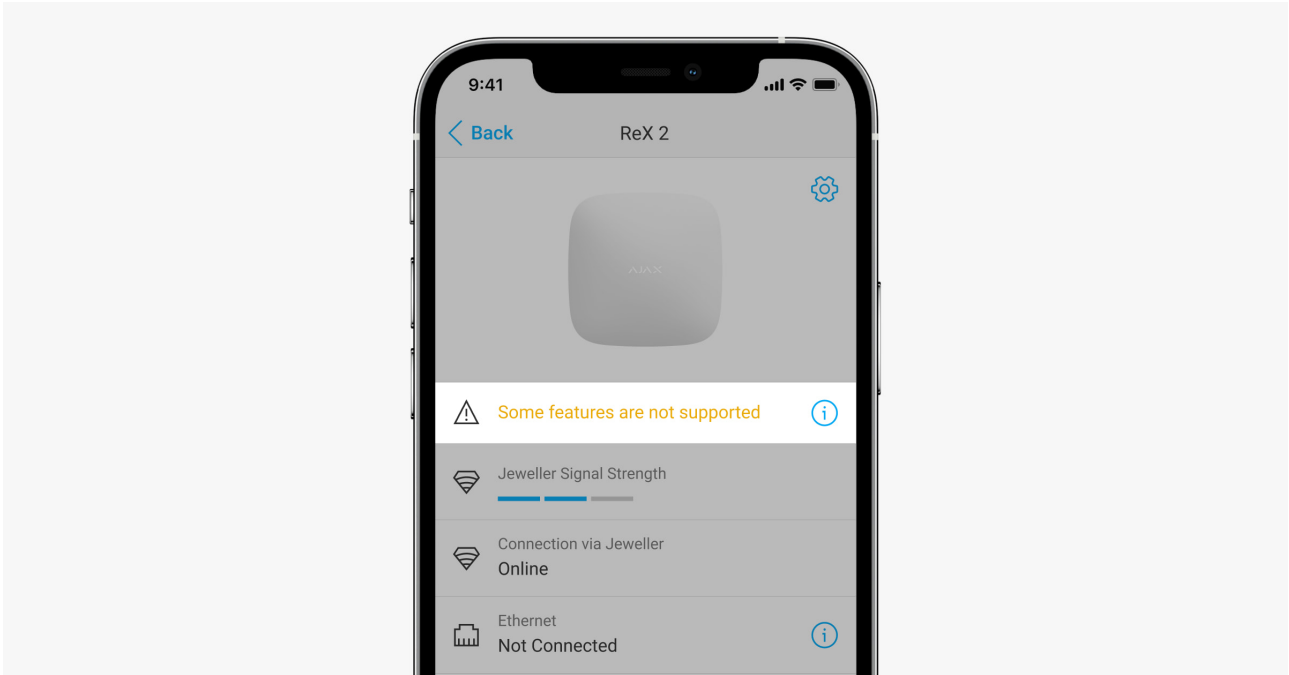 9:41
Back
ReX 2
AJAX
Some features are not supported
Jeweller Signal Strength
Connection via Jeweller
Online
Ethernet
Not Connected